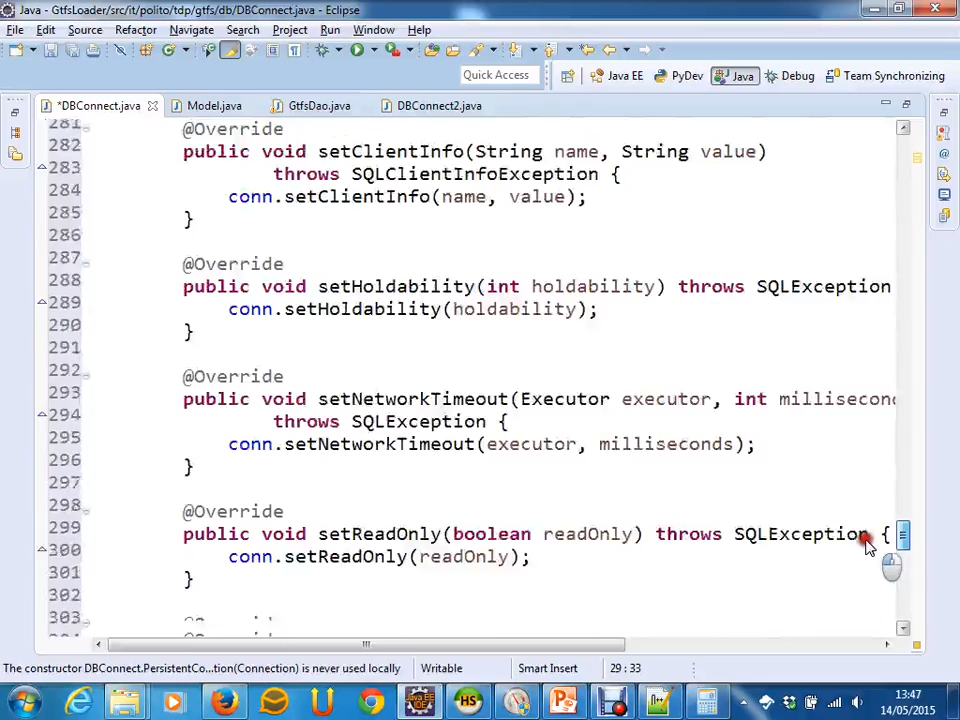 Java - GtfsLoader/src/it/polito/tdp/gtfs/db/DBConnect.java - Eclipse
File Edit Source Refactor Navigate Search Project Run Window Help
Quick Access Java EE PyDev Java Debug Team Synchronizing
*DBConnect.java Model.java GtfsDao.java DBConnect2.java
281 @Override
282 public void setClientInfo(String name, String value)
283 throws SQLClientInfoException {
284 conn.setClientInfo(name, value);
285 }
286
287 @Override
288 public void setHoldability(int holdability) throws SQLException
289 conn.setHoldability(holdability);
290 }
291
292 @Override
293 public void setNetworkTimeout(Executor executor, int millisecon
294 throws SQLException {
295 conn.setNetworkTimeout(executor, milliseconds);
296 }
297
298 @Override
299 public void setReadOnly(boolean readOnly) throws SQLException {
300 conn.setReadOnly(readOnly);
301 }
302
303
The constructor DBConnect.PersistentCo...tion(Connection) is never used locally Writable Smart Insert 29 : 33
13:47
14/05/2015